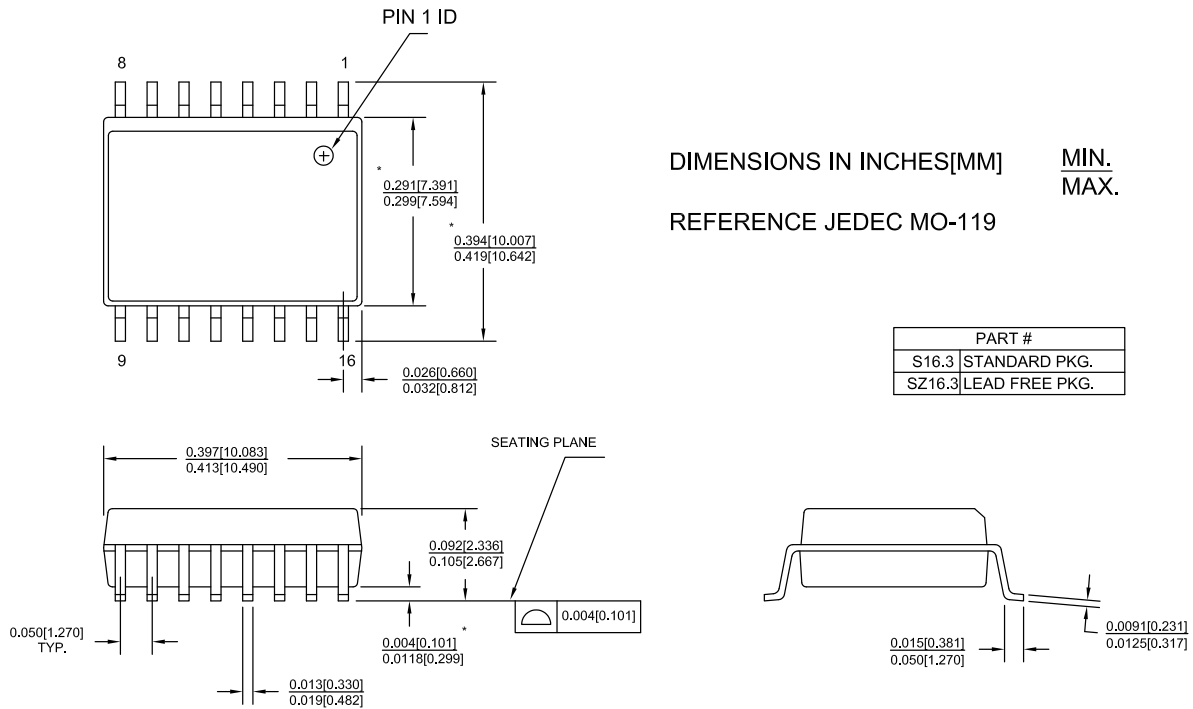 PIN 1 ID
8
1
*
0.291[7.391]
0.299[7.594]
*
0.394[10.007]
0.419[10.642]
9
16
0.026[0.660]
0.032[0.812]
DIMENSIONS IN INCHES[MM]
MIN.
MAX.
REFERENCE JEDEC MO-119
PART #
S16.3 STANDARD PKG.
SZ16.3 LEAD FREE PKG.
0.397[10.083]
0.413[10.490]
SEATING PLANE
0.092[2.336]
0.105[2.667]
0.004[0.101]
0.050[1.270]
TYP.
*
0.004[0.101]
0.0118[0.299]
0.013[0.330]
0.019[0.482]
0.015[0.381]
0.050[1.270]
0.0091[0.231]
0.0125[0.317]